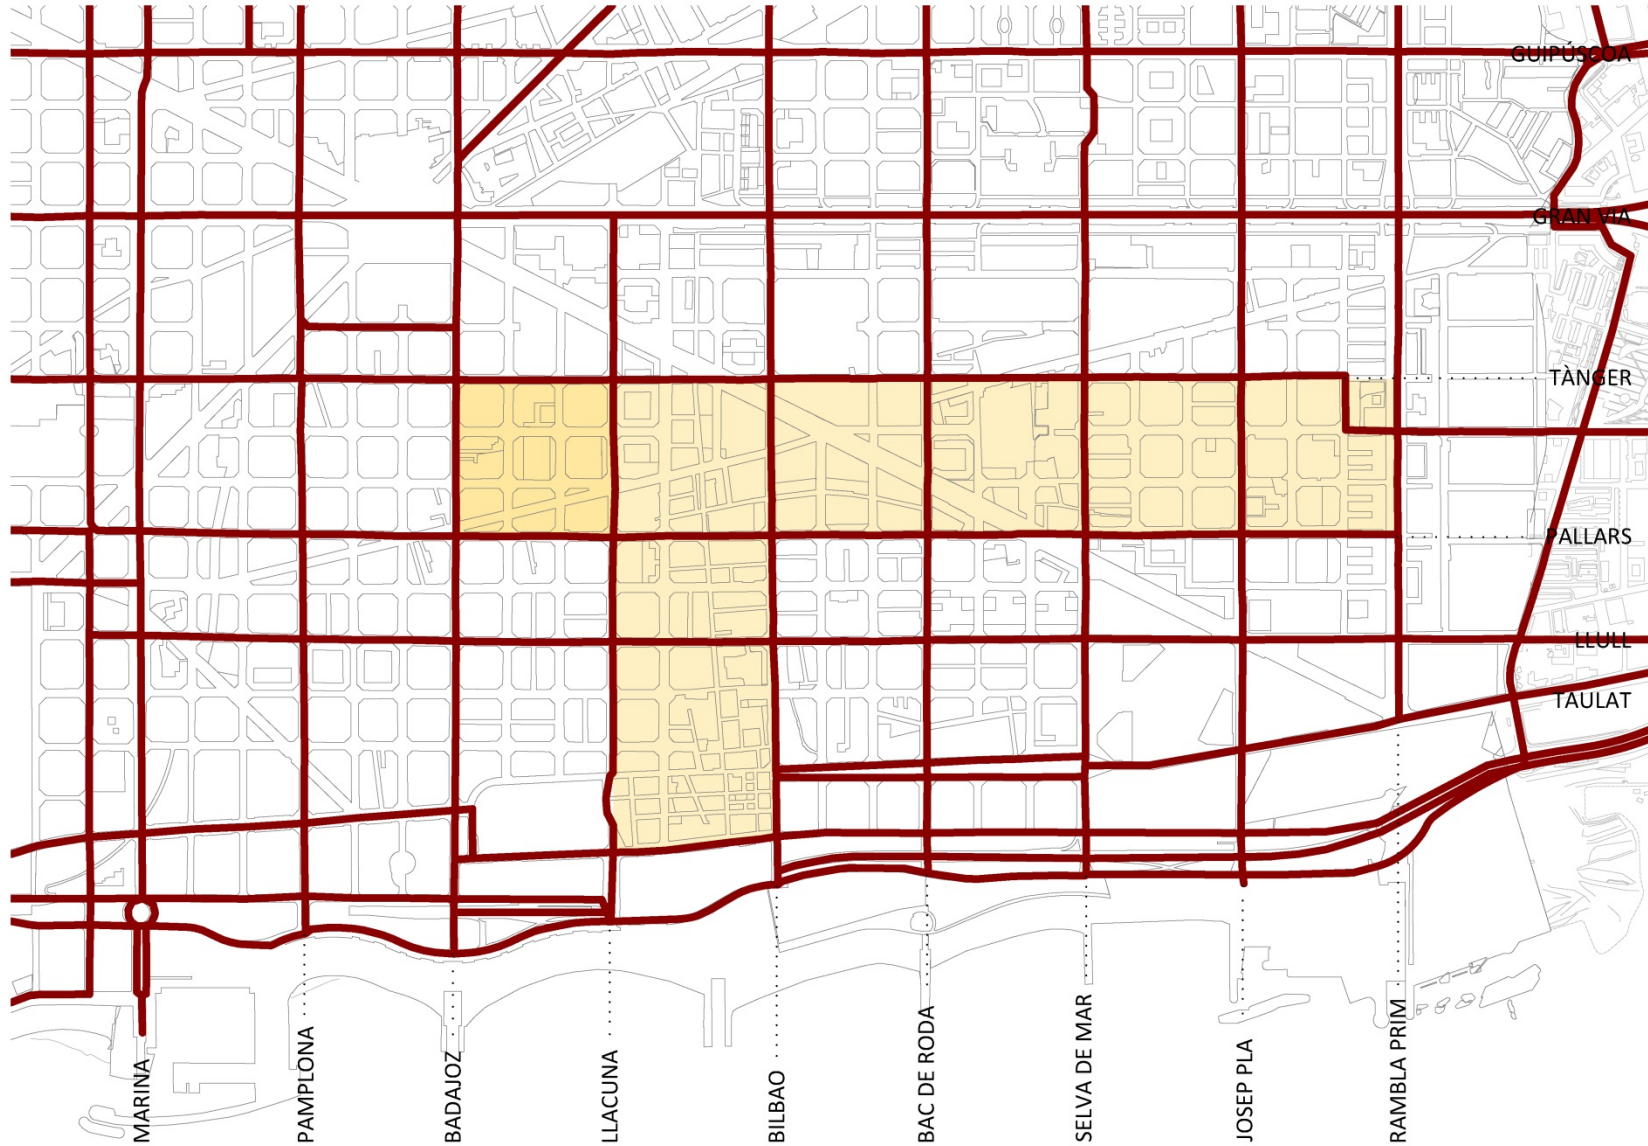 GUIPÚSCOA
GRAN VIA
TÀNGER
PALLARS
LLULL
TAULAT
MARINA
PAMPLONA
BADAJOZ
LLACUNA
BILBAO
BAC DE RODA
SELVA DE MAR
JOSEP PLA
RAMBLA PRIM